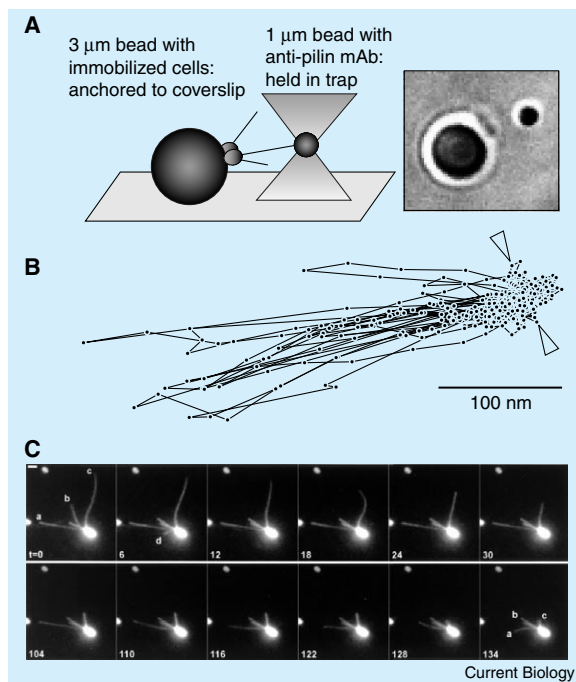 A
3 μm bead with
immobilized cells:
anchored to coverslip
1 μm bead with
anti-pilin mAb:
held in trap
B
100 nm
C
a
b
c
t=0
d
6
12
18
24
30
104
110
116
122
128
a
b
c
134
Current Biology